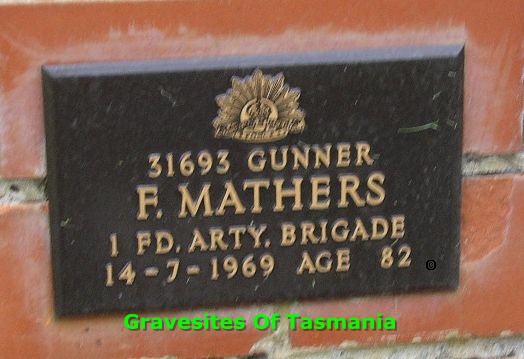 31693 GUNNER
F. MATHERS
1 FD. ARTY. BRIGADE
14-7-1969 AGE 82
©
Gravesites Of Tasmania